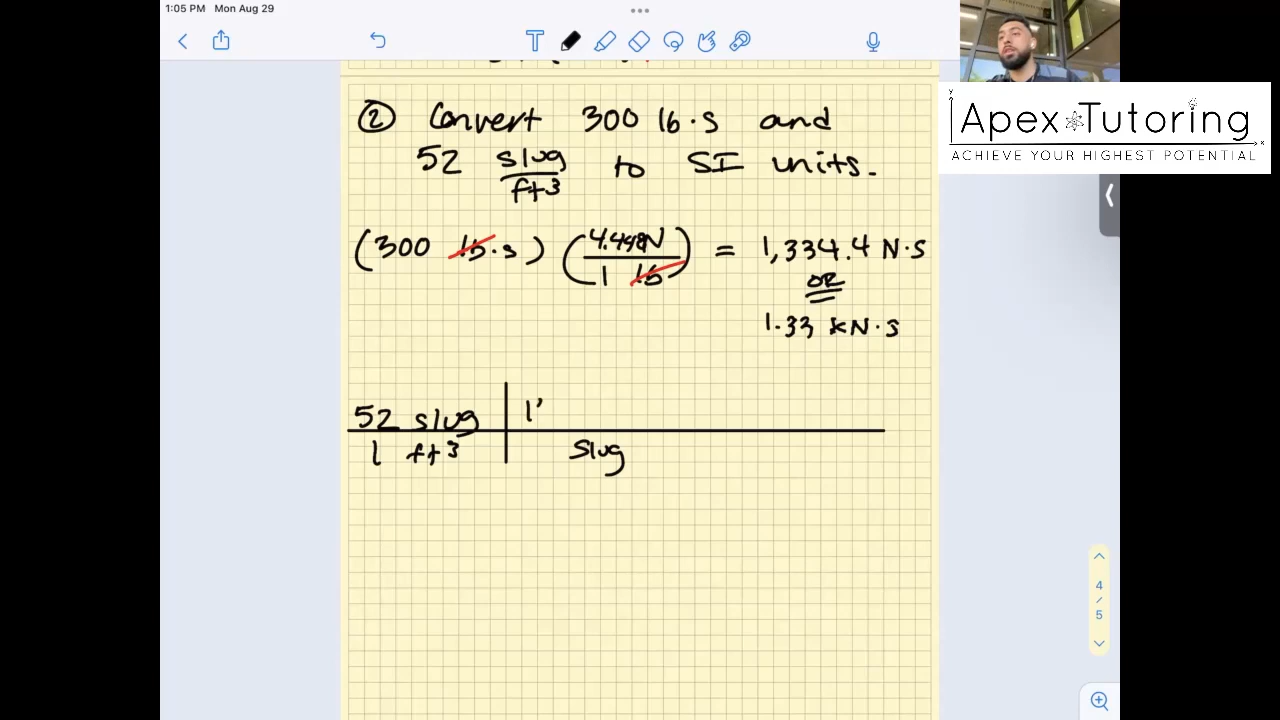 1:05 PM Mon Aug 29
Apex Tutoring
ACHIEVE YOUR HIGHEST POTENTIAL
② Convert 300 lb·s and
52 slug/ft3 to SI units.
(300 lb·s) (4.448N / 1 lb) = 1,334.4 N·s
OR
1.33 kN·s
52 slug | 1'
1 ft3 | slug
4
/
5